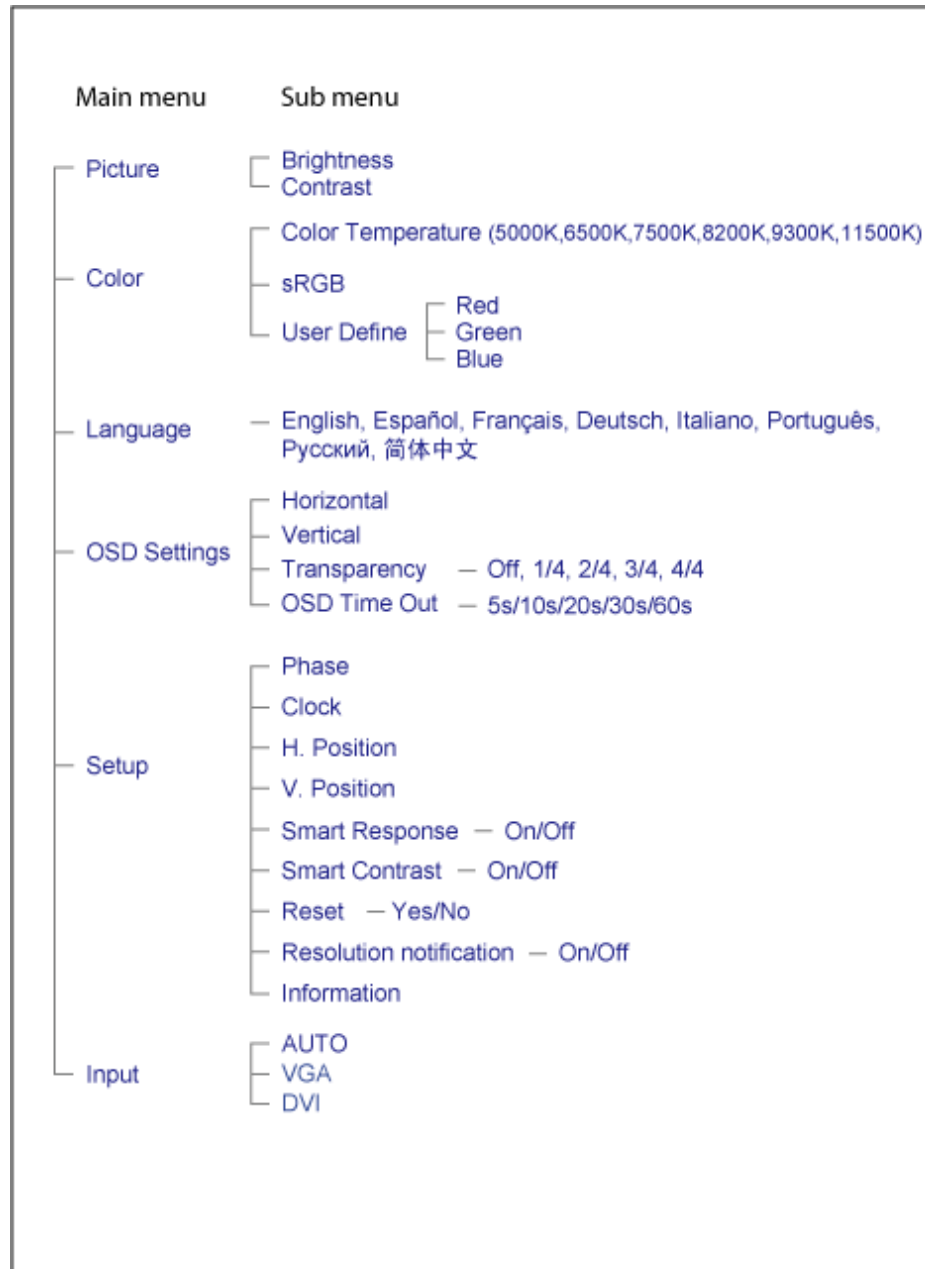 Main menu Sub menu
Picture Brightness
Contrast
Color Temperature (5000K,6500K,7500K,8200K,9300K,11500K)
Color sRGB
Red
User Define Green
Blue
Language English, Español, Français, Deutsch, Italiano, Português,
Русский, 简体中文
Horizontal
Vertical
OSD Settings
Transparency — Off, 1/4, 2/4, 3/4, 4/4
OSD Time Out — 5s/10s/20s/30s/60s
Phase
Clock
H. Position
Setup
V. Position
Smart Response — On/Off
Smart Contrast — On/Off
Reset — Yes/No
Resolution notification — On/Off
Information
AUTO
Input VGA
DVI